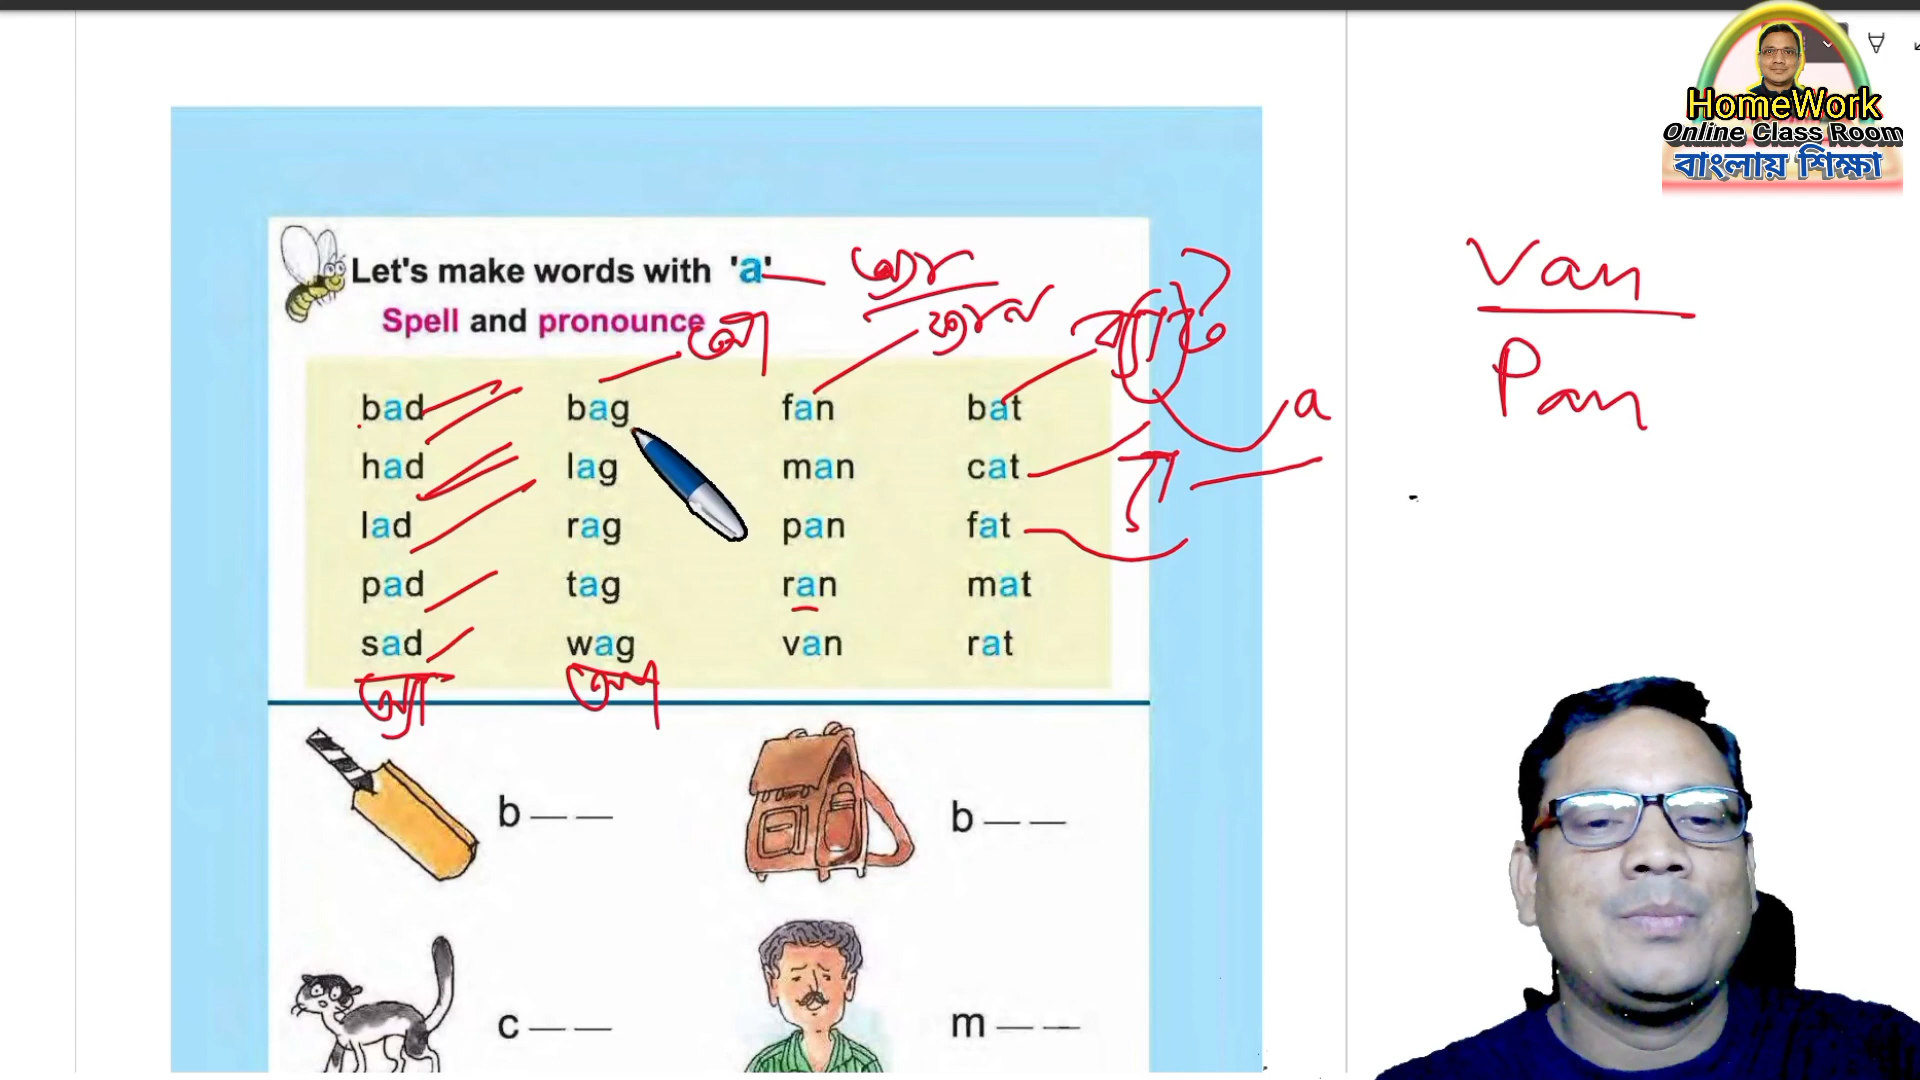 HomeWork
Online Class Room
বাংলায় শিক্ষা
Let's make words with 'a'
Spell and pronounce
bad bag fan bat
had lag man cat
lad rag pan fat
pad tag ran mat
sad wag van rat
b _ _ b _ _
c _ _ m _ _
Van
Pan
a
অ্যা